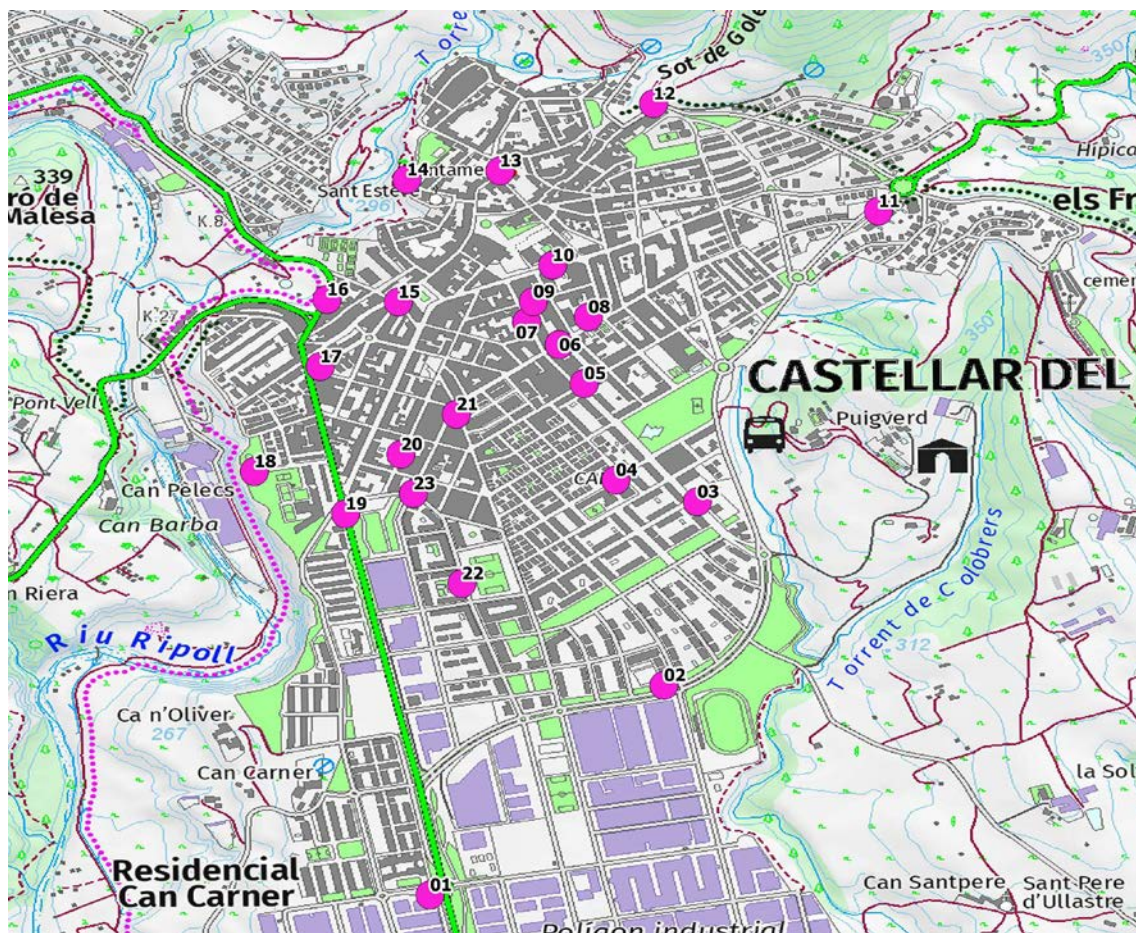 Torre
Sot de Gole
350
12
Hípica
339
ró de
Malesa
14
ntame
13
Sant Este
296
K.8
els Fr
11
10
16
15
09
08
07
06
K.27
cemen
350
17
05
CASTELLAR DEL
Pont Vell
21
Puigverd
20
18
04
CA
23
03
Can Pelecs
19
Can Barba
n Riera
22
Riu Ripoll
Torrent de Colobrers
312
02
Ca n'Oliver
267
Can Carner
la Sol
Residencial
Can Carner
01
Can Santpere
Sant Pere
d'Ullastre
Polígon industrial